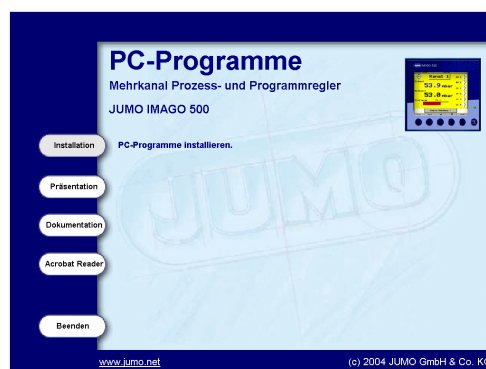 PC-Programme
Mehrkanal Prozess- und Programmregler
JUMO IMAGO 500
Installation
PC-Programme installieren.
Präsentation
Dokumentation
Acrobat Reader
Beenden
JUMO
www.jumo.net
(c) 2004 JUMO GmbH & Co. K